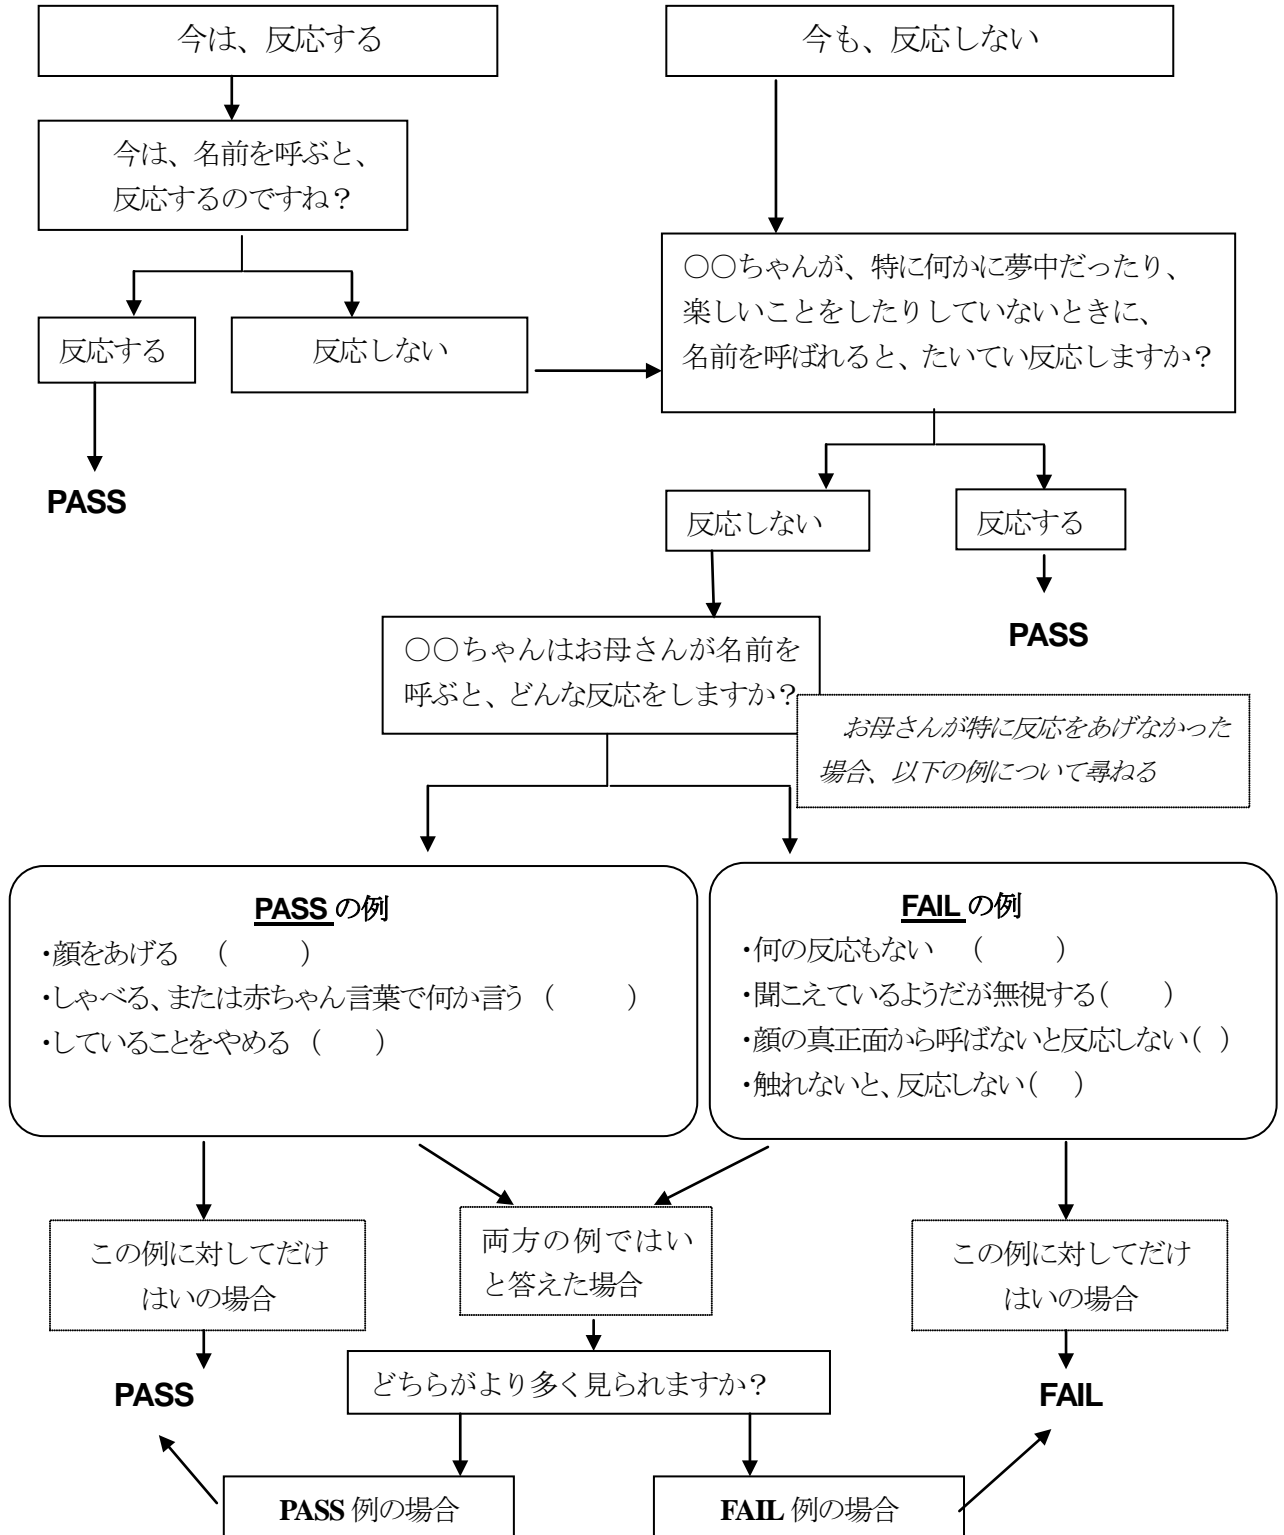 今は、反応する
今も、反応しない
今は、名前を呼ぶと、
反応するのですね？
○○ちゃんが、特に何かに夢中だったり、
楽しいことをしたりしていないときに、
名前を呼ばれると、たいてい反応しますか？
反応する
反応しない
PASS
反応しない
反応する
PASS
○○ちゃんはお母さんが名前を
呼ぶと、どんな反応をしますか？
お母さんが特に反応をあげなかった
場合、以下の例について尋ねる
PASS の例
・顔をあげる　（　　　）
・しゃべる、または赤ちゃん言葉で何か言う （　　　）
・していることをやめる （　　）
FAIL の例
・何の反応もない　（　　　）
・聞こえているようだが無視する（　　）
・顔の真正面から呼ばないと反応しない（　）
・触れないと、反応しない（　）
この例に対してだけ
はいの場合
両方の例ではい
と答えた場合
この例に対してだけ
はいの場合
PASS
どちらがより多く見られますか？
FAIL
PASS 例の場合
FAIL 例の場合